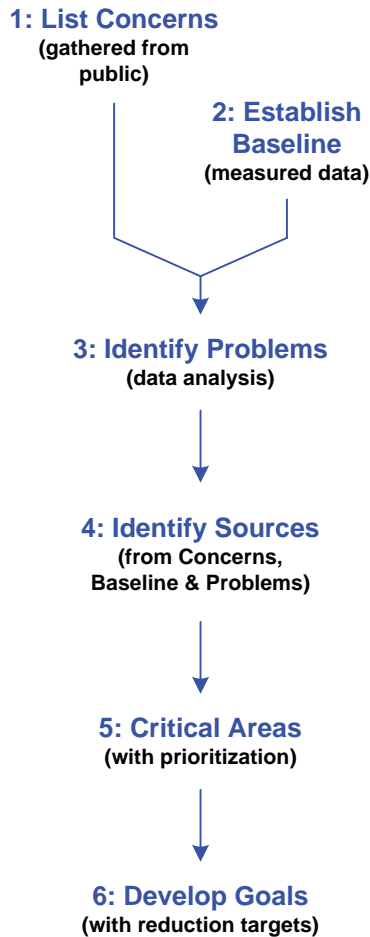 1: List Concerns
(gathered from
public)
2: Establish
Baseline
(measured data)
3: Identify Problems
(data analysis)
4: Identify Sources
(from Concerns,
Baseline & Problems)
5: Critical Areas
(with prioritization)
6: Develop Goals
(with reduction targets)